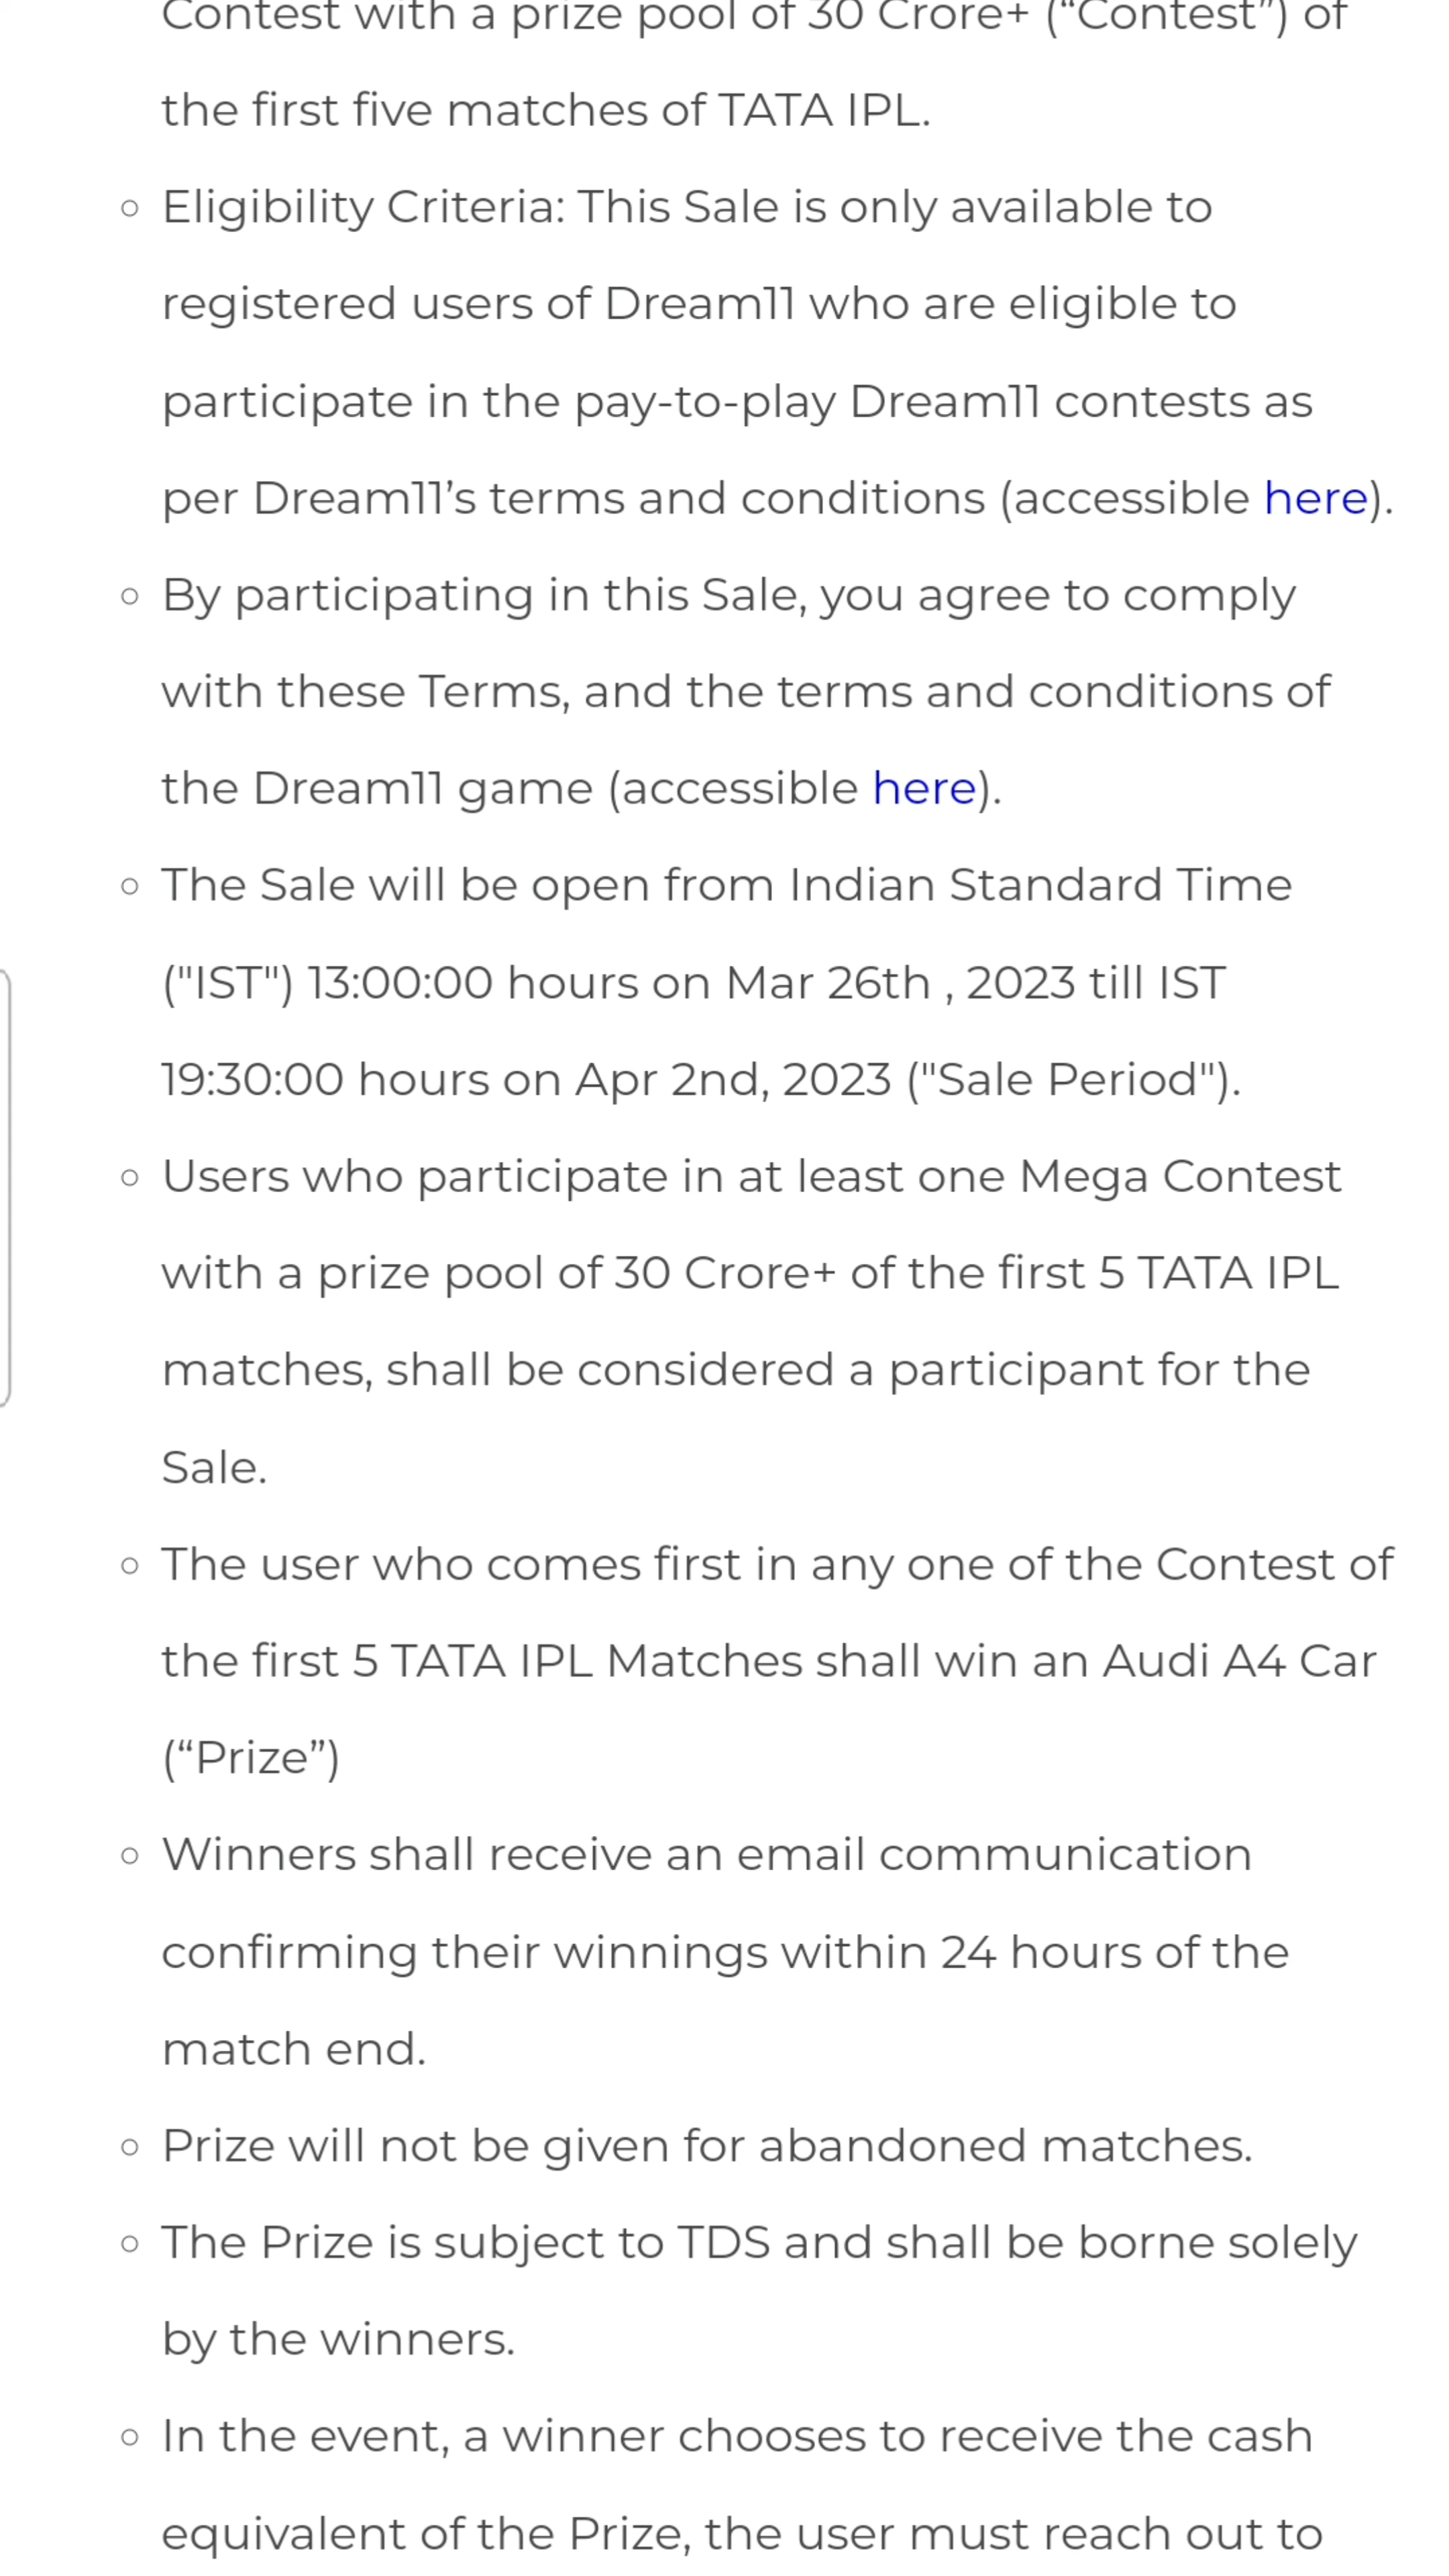 Contest with a prize pool of 30 Crore+ (“Contest”) of
the first five matches of TATA IPL.
Eligibility Criteria: This Sale is only available to
registered users of Dream11 who are eligible to
participate in the pay-to-play Dream11 contests as
per Dream11’s terms and conditions (accessible here).
By participating in this Sale, you agree to comply
with these Terms, and the terms and conditions of
the Dream11 game (accessible here).
The Sale will be open from Indian Standard Time
("IST") 13:00:00 hours on Mar 26th , 2023 till IST
19:30:00 hours on Apr 2nd, 2023 ("Sale Period").
Users who participate in at least one Mega Contest
with a prize pool of 30 Crore+ of the first 5 TATA IPL
matches, shall be considered a participant for the
Sale.
The user who comes first in any one of the Contest of
the first 5 TATA IPL Matches shall win an Audi A4 Car
(“Prize”)
Winners shall receive an email communication
confirming their winnings within 24 hours of the
match end.
Prize will not be given for abandoned matches.
The Prize is subject to TDS and shall be borne solely
by the winners.
In the event, a winner chooses to receive the cash
equivalent of the Prize, the user must reach out to